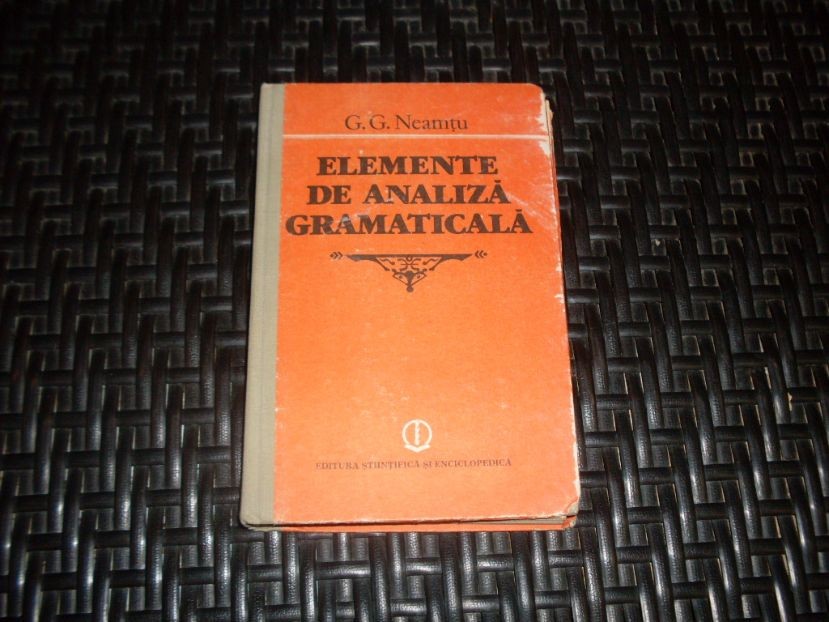 G. G. Neamțu
ELEMENTE
DE ANALIZĂ
GRAMATICALĂ
EDITURA ȘTIINȚIFICĂ ȘI ENCICLOPEDICĂ